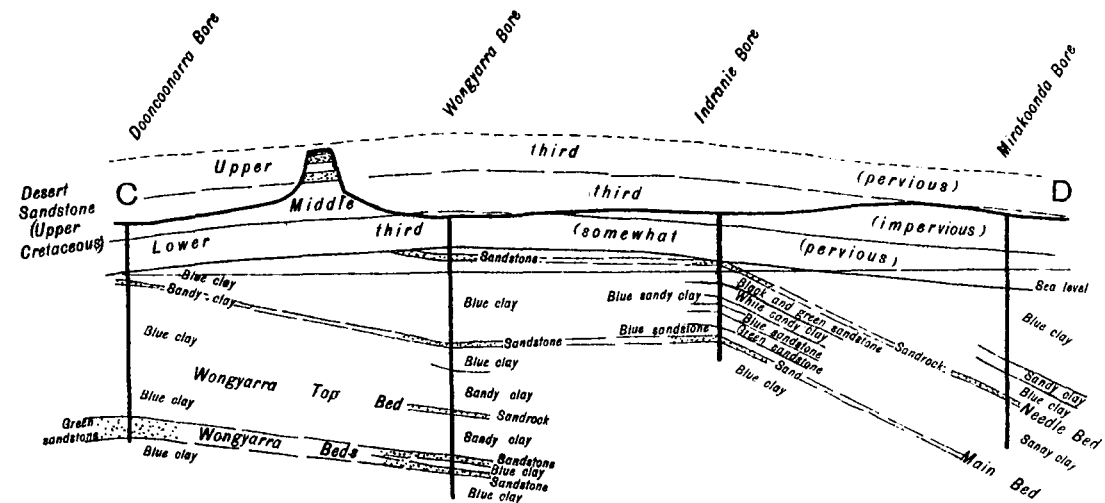 Dooncoonarra Bore
Wongyarra Bore
Indranie Bore
Mirakoonda Bore
Upper third (pervious)
C
D
Desert
Sandstone
(Upper
Cretaceous)
Middle third (impervious)
Lower third (somewhat pervious)
Sandstone
Sea level
Blue clay
Sandy clay
Blue clay
Blue clay
Green
sandstone
Blue clay
Wongyarra Top Bed
Wongyarra Beds
Blue clay
Sandstone
Blue clay
Sandy clay
Sandrock
Sandy clay
Sandstone
Blue clay
Sandstone
Blue clay
Blue sandy clay
Blue sandstone
Black and green sandstone
White candy clay
Blue sandstone
Green sandstone
Sand
Blue clay
Sandrock
Main Bed
Blue clay
Sandy clay
Blue clay
Needle Bed
Sanay clay